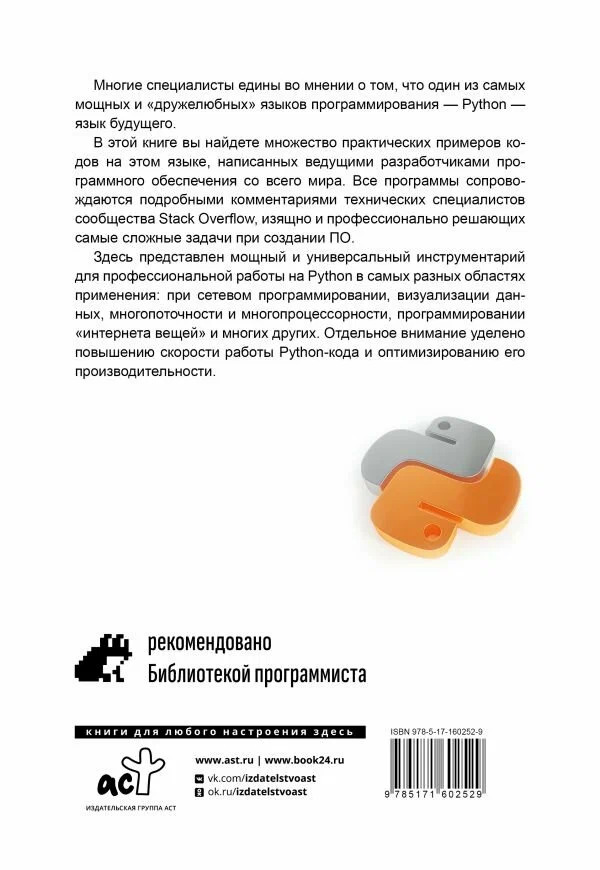 Многие специалисты едины во мнении о том, что один из самых
мощных и «дружелюбных» языков программирования — Python —
язык будущего.
В этой книге вы найдете множество практических примеров ко-
дов на этом языке, написанных ведущими разработчиками про-
граммного обеспечения со всего мира. Все программы сопрово-
ждаются подробными комментариями технических специалистов
сообщества Stack Overflow, изящно и профессионально решающих
самые сложные задачи при создании ПО.
Здесь представлен мощный и универсальный инструментарий
для профессиональной работы на Python в самых разных областях
применения: при сетевом программировании, визуализации дан-
ных, многопоточности и многопроцессорности, программировании
«интернета вещей» и многих других. Отдельное внимание уделено
повышению скорости работы Python-кода и оптимизированию его
производительности.
рекомендовано
Библиотекой программиста
книги для любого настроения здесь
аст
ИЗДАТЕЛЬСКАЯ ГРУППА АСТ
www.ast.ru | www.book24.ru
vk.com/izdatelstvoast
ok.ru/izdatelstvoast
ISBN 978-5-17-160252-9
9 785171 602529